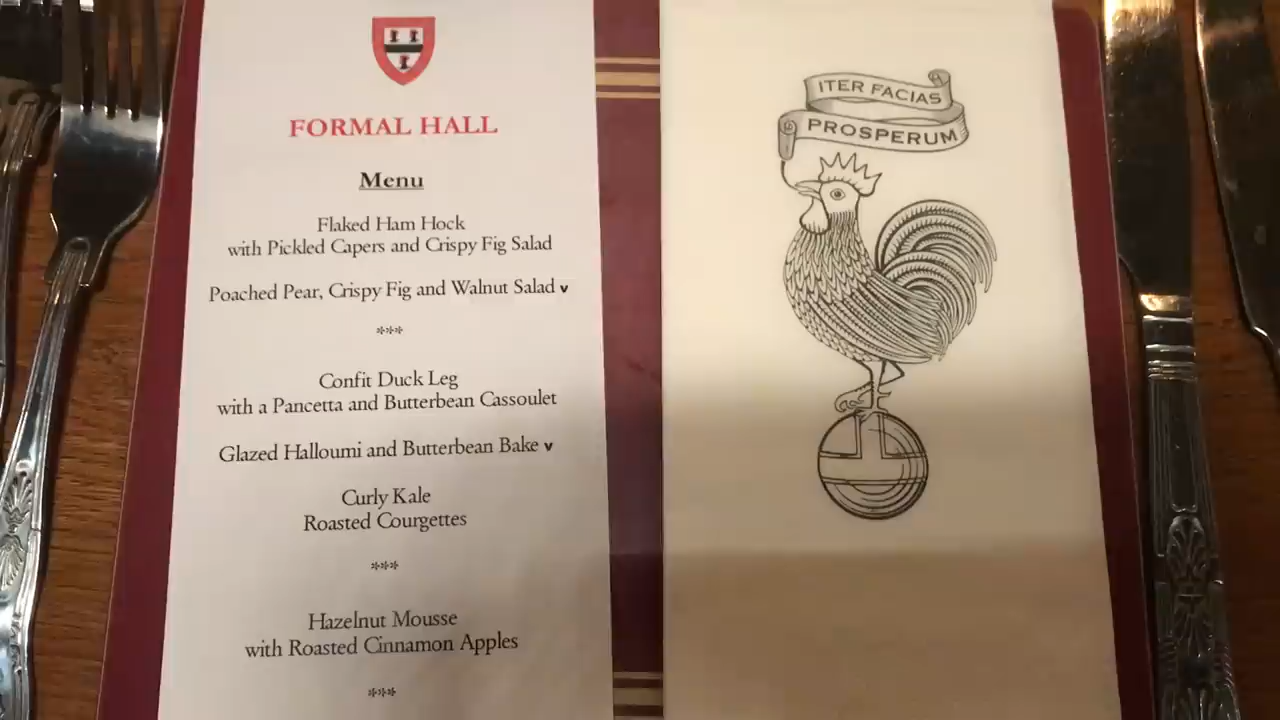 FORMAL HALL
Menu
Flaked Ham Hock
with Pickled Capers and Crispy Fig Salad
Poached Pear, Crispy Fig and Walnut Salad v
***
Confit Duck Leg
with a Pancetta and Butterbean Cassoulet
Glazed Halloumi and Butterbean Bake v
Curly Kale
Roasted Courgettes
***
Hazelnut Mousse
with Roasted Cinnamon Apples
***
ITER FACIAS
PROSPERUM